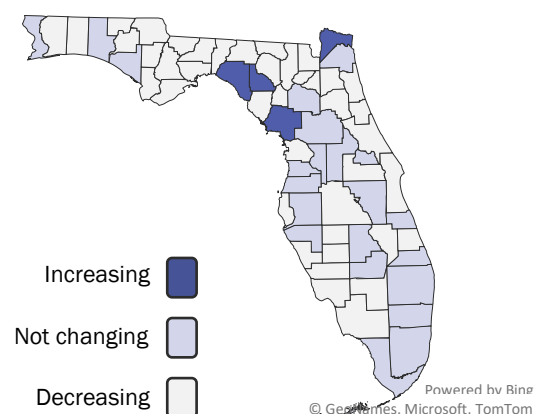 Increasing
Not changing
Decreasing
Powered by Bing
© GeoNames, Microsoft, TomTom